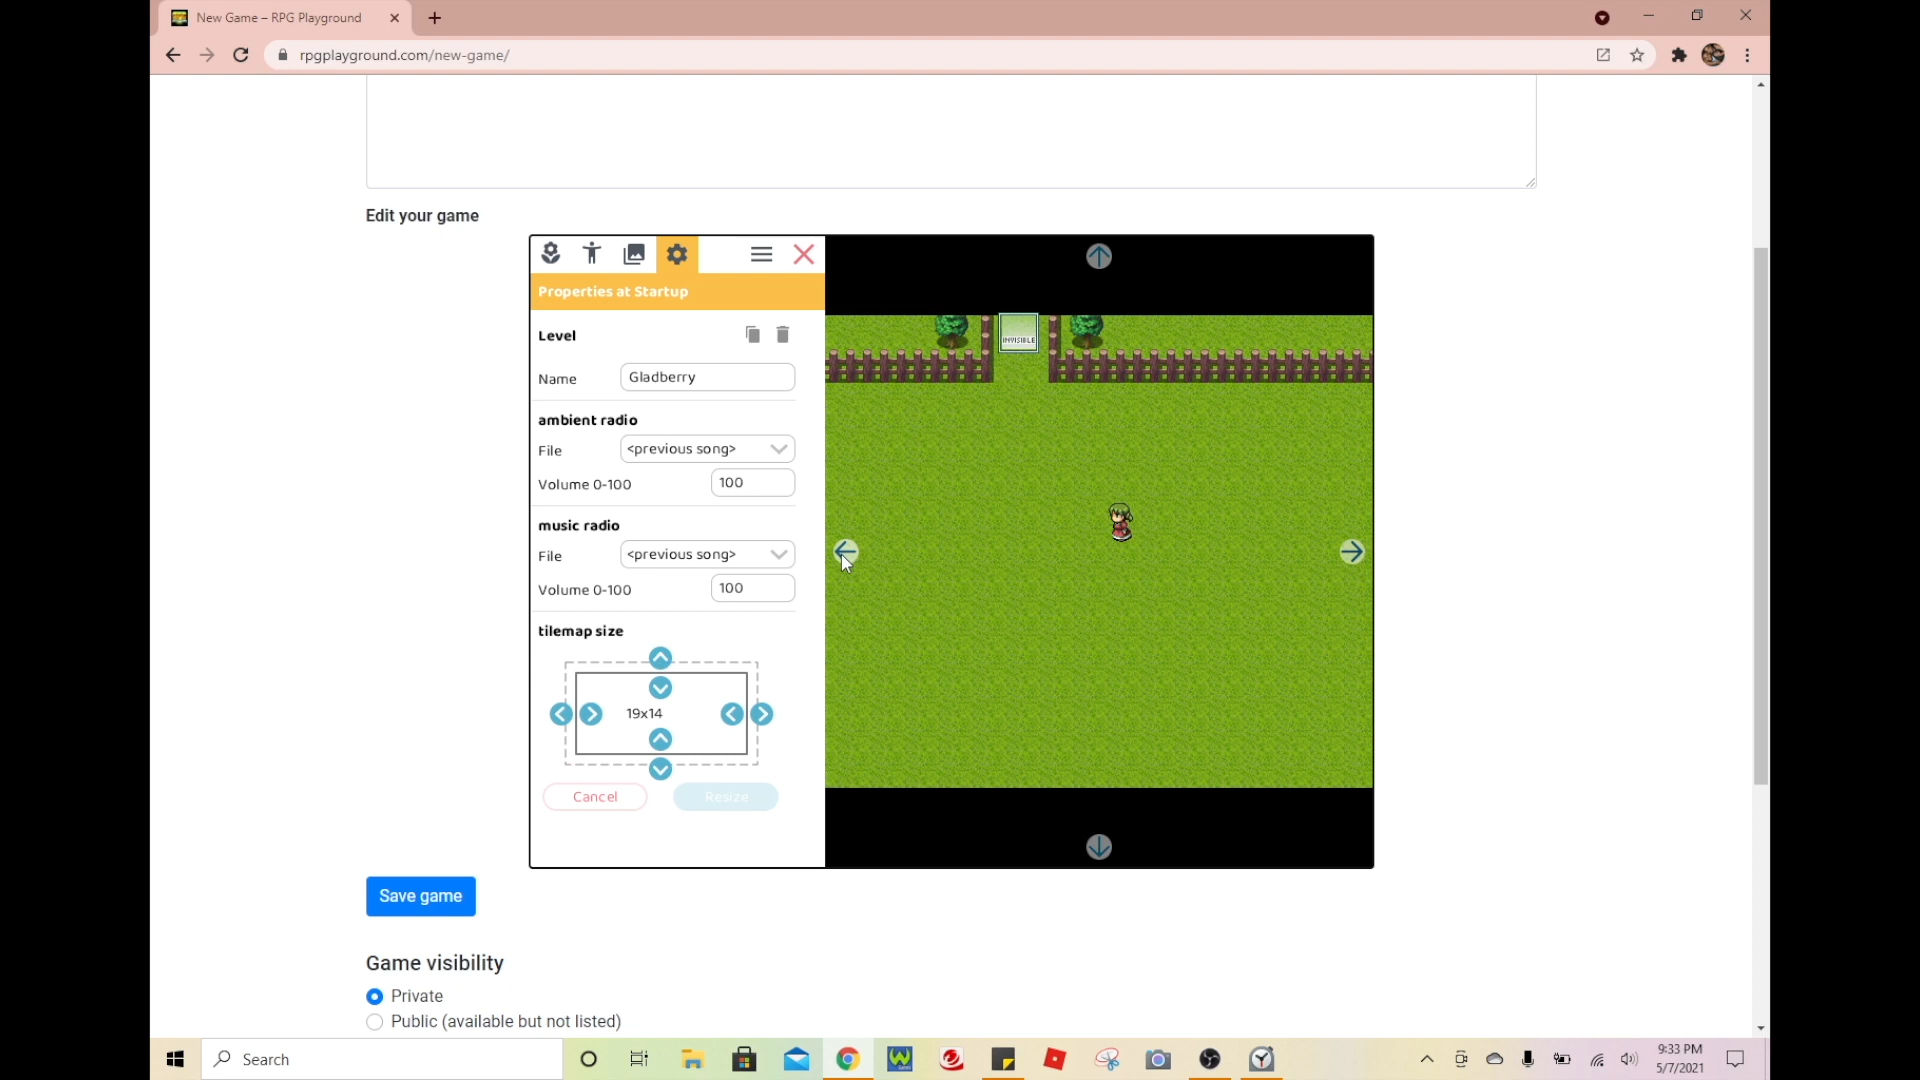 New Game – RPG Playground
rpgplayground.com/new-game/
Edit your game
Properties at Startup
Level
Name Gladberry
ambient radio
File <previous song>
Volume 0-100 100
music radio
File <previous song>
Volume 0-100 100
tilemap size
19x14
Cancel Resize
INVISIBLE
Save game
Game visibility
Private
Public (available but not listed)
Search
9:33 PM
5/7/2021